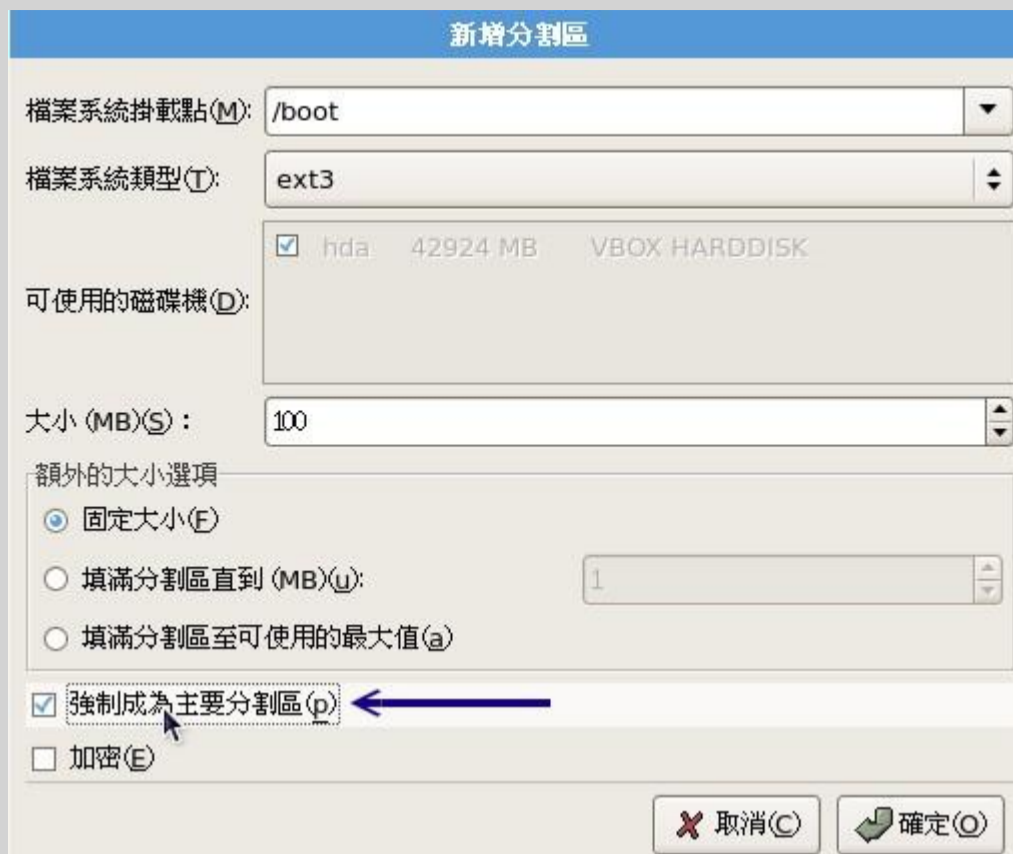 新增分割區
檔案系統掛載點(M): /boot
檔案系統類型(T): ext3
可使用的磁碟機(D): hda 42924 MB VBOX HARDDISK
大小 (MB)(S)： 100
額外的大小選項
固定大小(F)
填滿分割區直到 (MB)(u): 1
填滿分割區至可使用的最大值(a)
強制成為主要分割區(p)
加密(E)
取消(C) 確定(O)